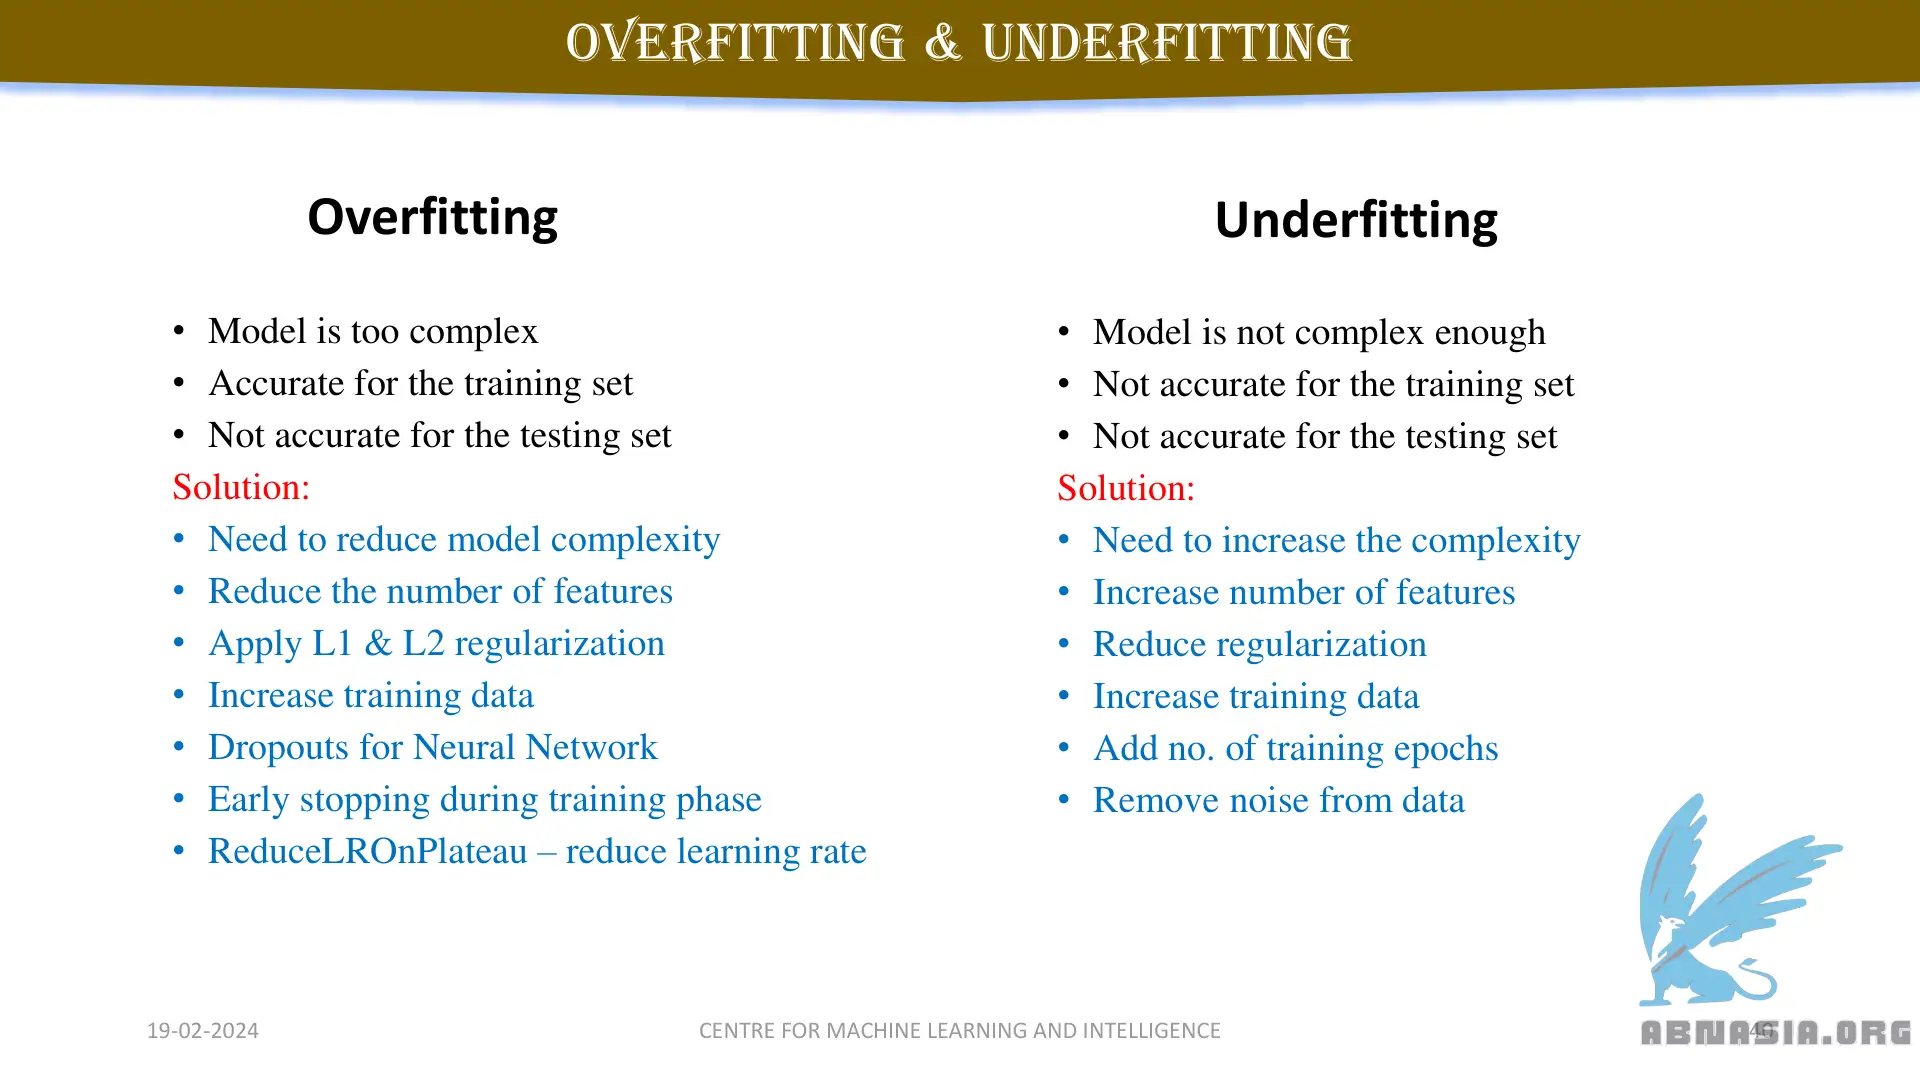 OVERFITTING & UNDERFITTING
Overfitting
• Model is too complex
• Accurate for the training set
• Not accurate for the testing set
Solution:
• Need to reduce model complexity
• Reduce the number of features
• Apply L1 & L2 regularization
• Increase training data
• Dropouts for Neural Network
• Early stopping during training phase
• ReduceLROnPlateau – reduce learning rate
Underfitting
• Model is not complex enough
• Not accurate for the training set
• Not accurate for the testing set
Solution:
• Need to increase the complexity
• Increase number of features
• Reduce regularization
• Increase training data
• Add no. of training epochs
• Remove noise from data
19-02-2024
CENTRE FOR MACHINE LEARNING AND INTELLIGENCE
40
ABNASIA.ORG